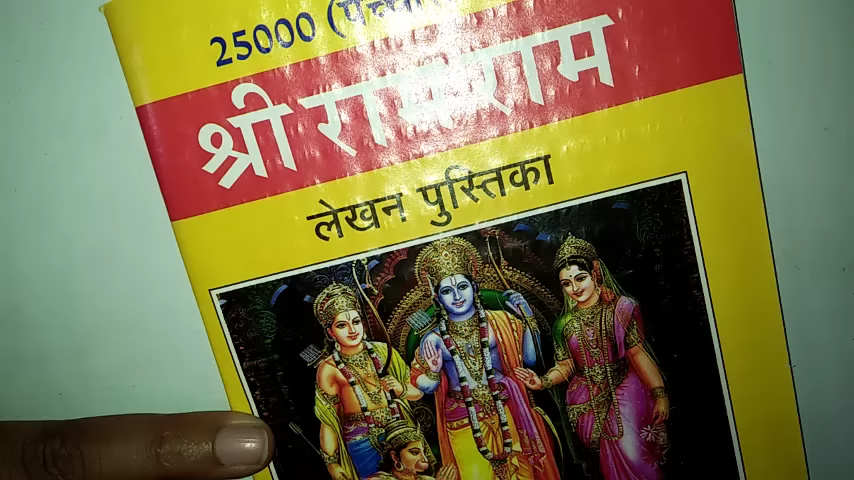 25000
श्री राम राम
लेखन पुस्तिका